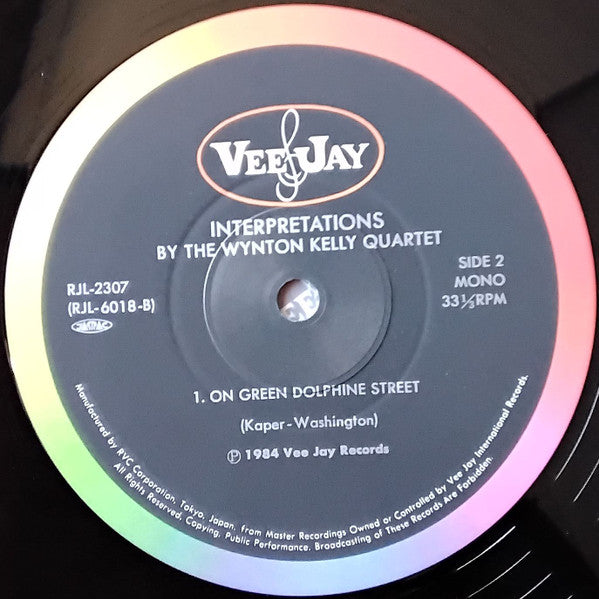 VEE JAY
INTERPRETATIONS
BY THE WYNTON KELLY QUARTET
RJL-2307
(RJL-6018-B)
SIDE 2
MONO
33⅓RPM
1. ON GREEN DOLPHINE STREET
(Kaper-Washington)
Ⓟ 1984 Vee Jay Records
Manufactured by RVC Corporation, Tokyo, Japan, from Master Recordings Owned or Controlled by Vee Jay International Records.
All Rights Reserved, Copying, Public Performance, Broadcasting of These Records Are Forbidden.